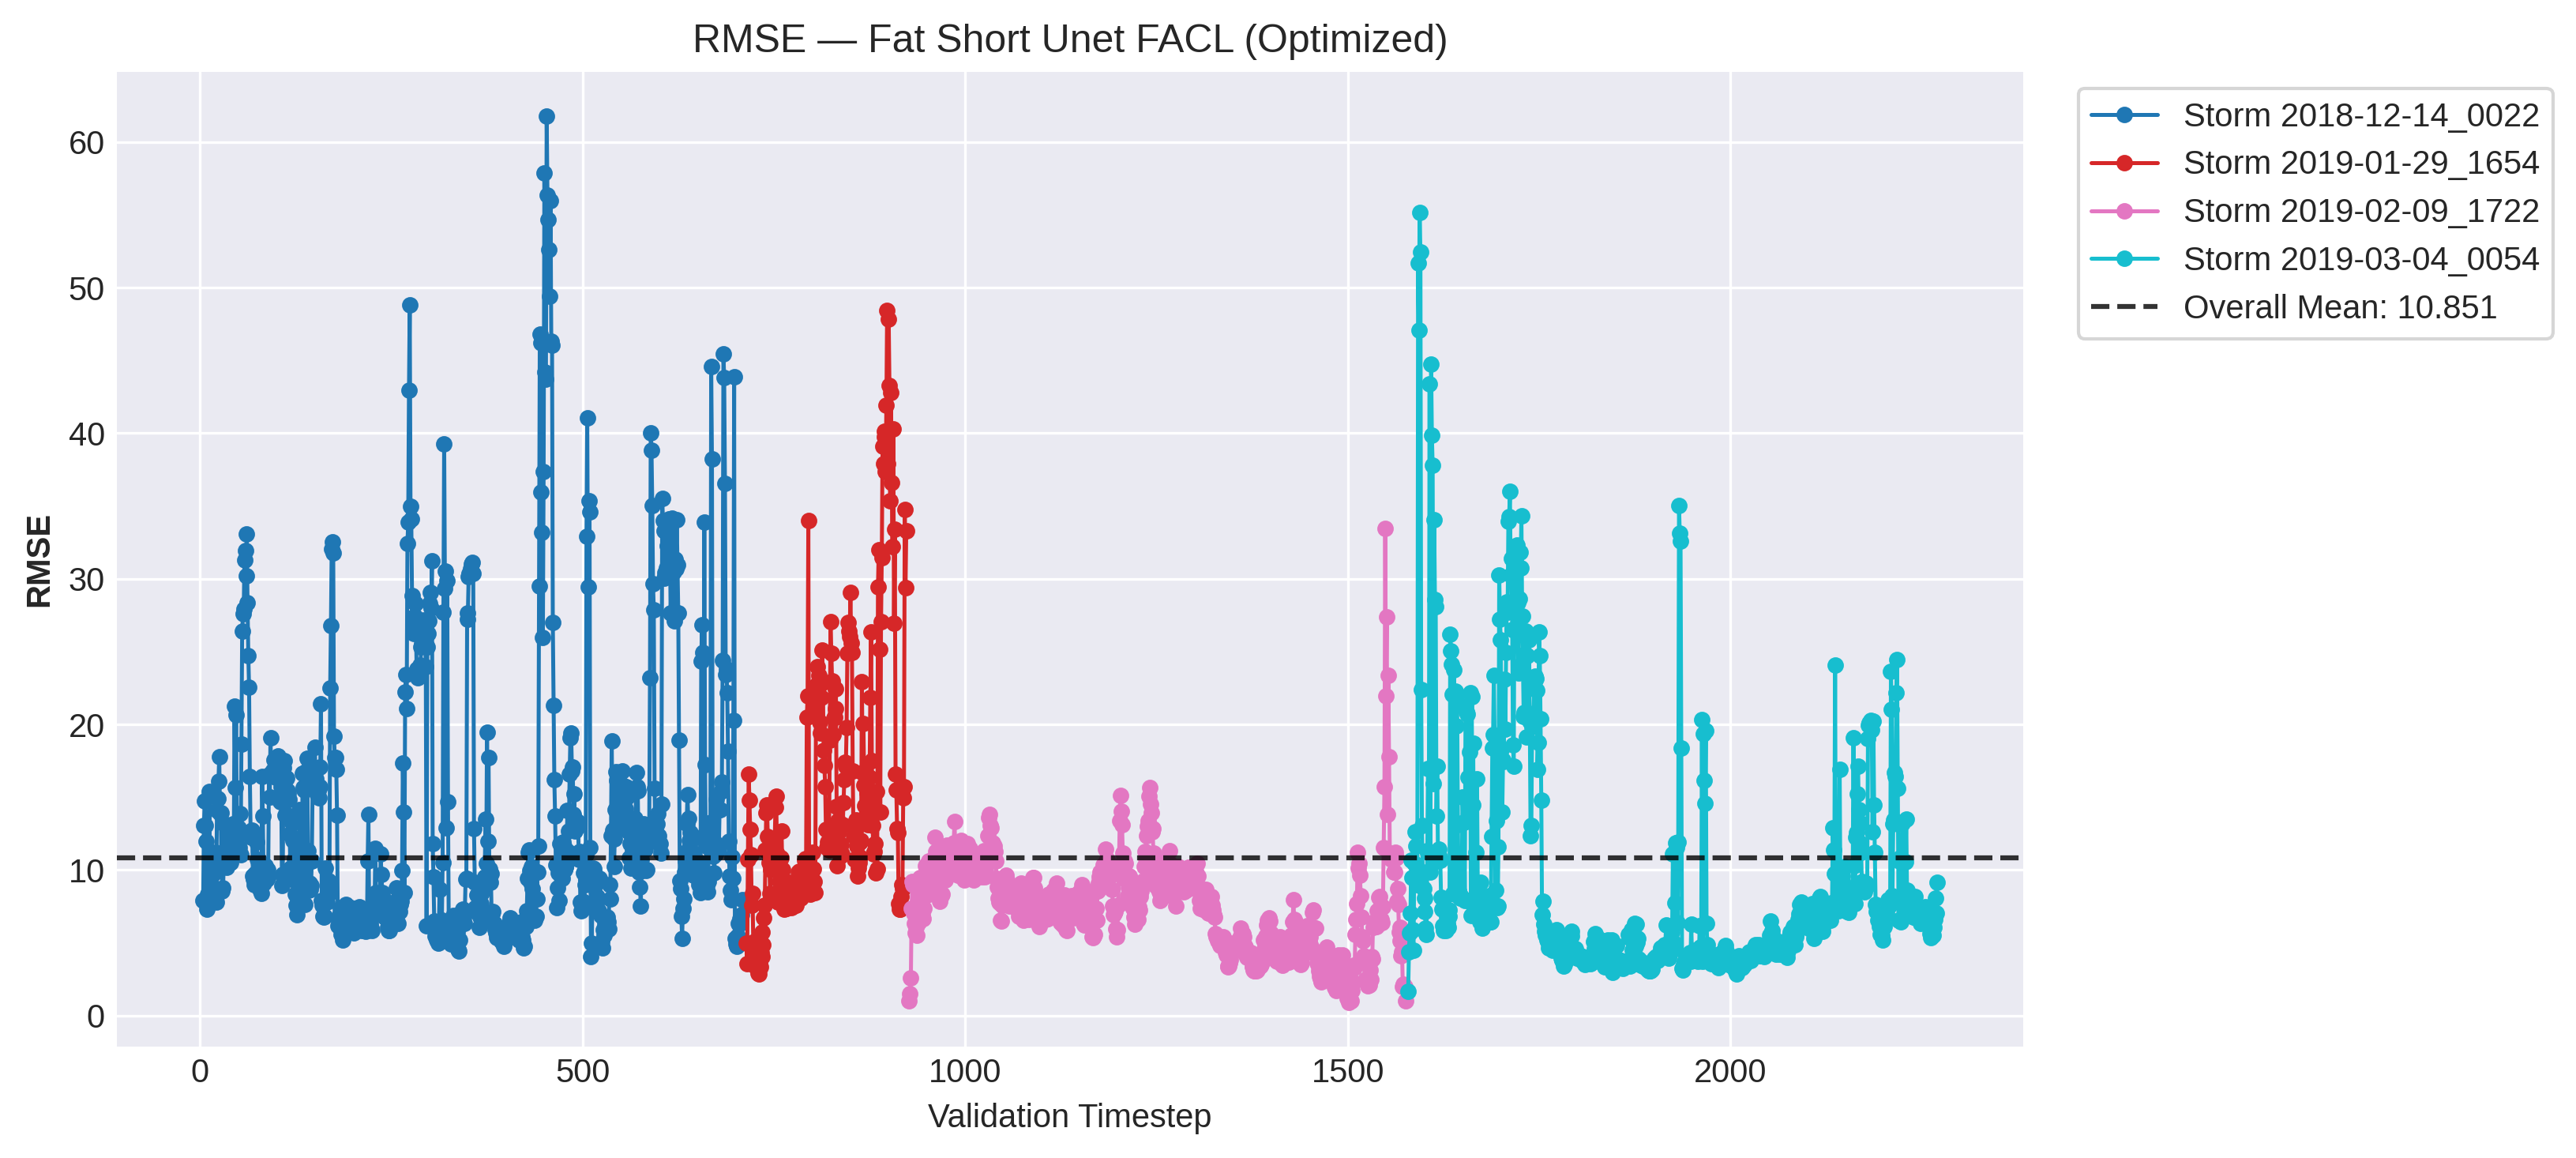 RMSE — Fat Short Unet FACL (Optimized)
Storm 2018-12-14_0022
Storm 2019-01-29_1654
Storm 2019-02-09_1722
Storm 2019-03-04_0054
Overall Mean: 10.851
RMSE
60
50
40
30
20
10
0
0 500 1000 1500 2000
Validation Timestep